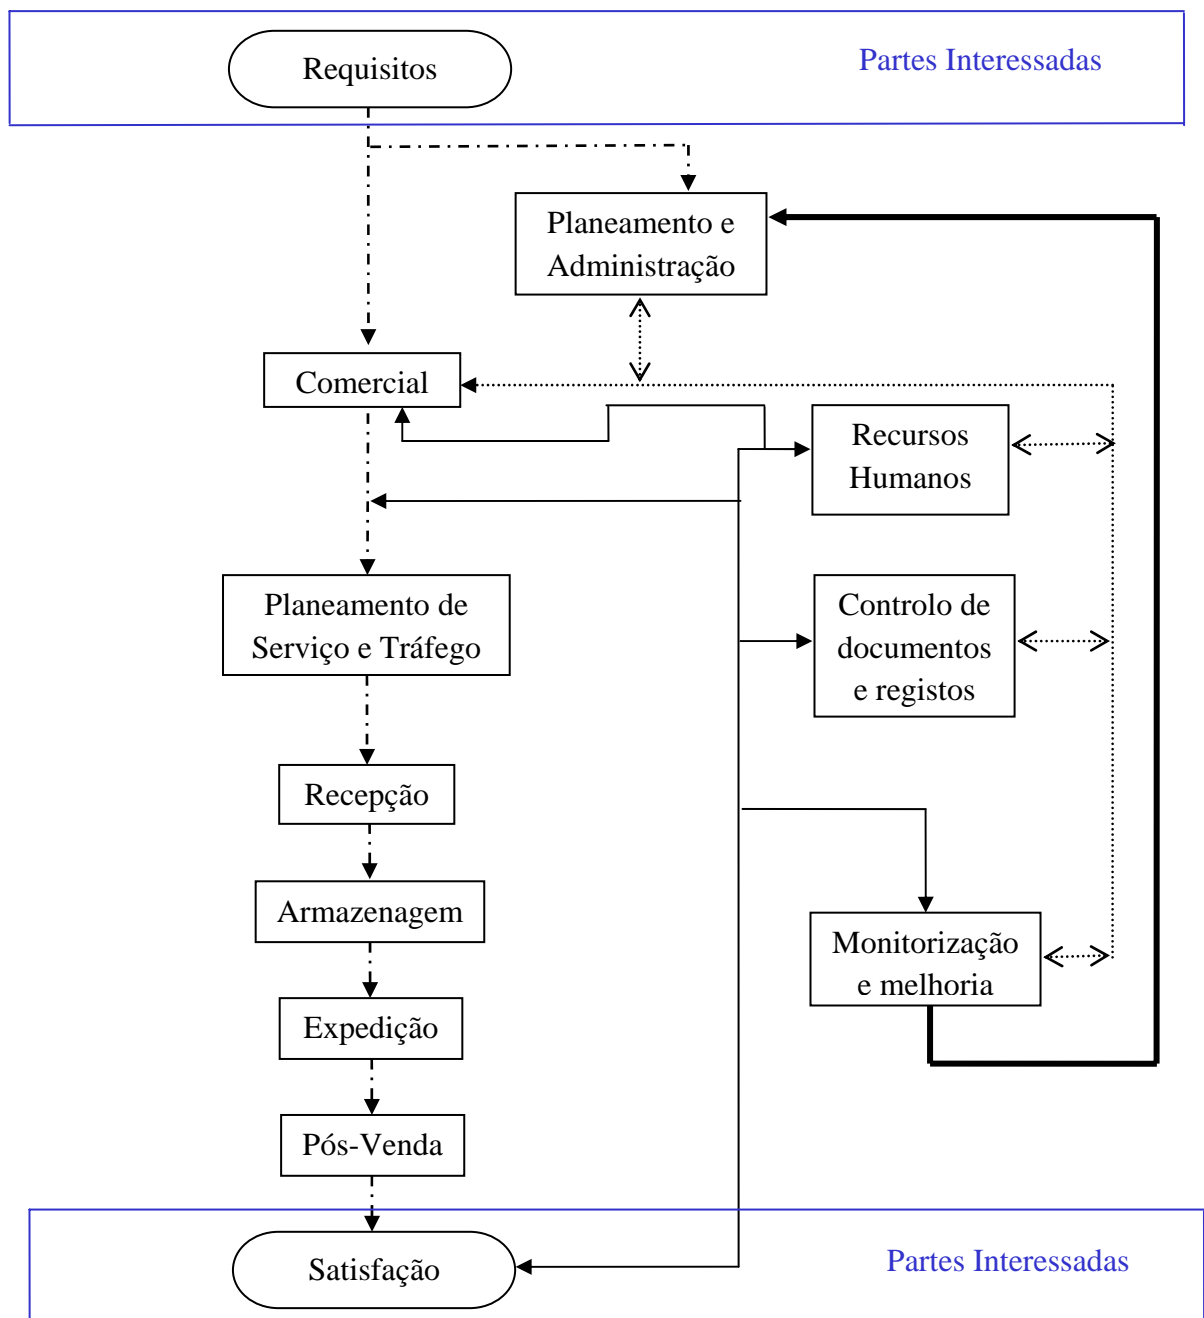 Requisitos
Partes Interessadas
Planeamento e
Administração
Comercial
Recursos
Humanos
Planeamento de
Serviço e Tráfego
Controlo de
documentos
e registos
Recepção
Armazenagem
Monitorização
e melhoria
Expedição
Pós-Venda
Satisfação
Partes Interessadas